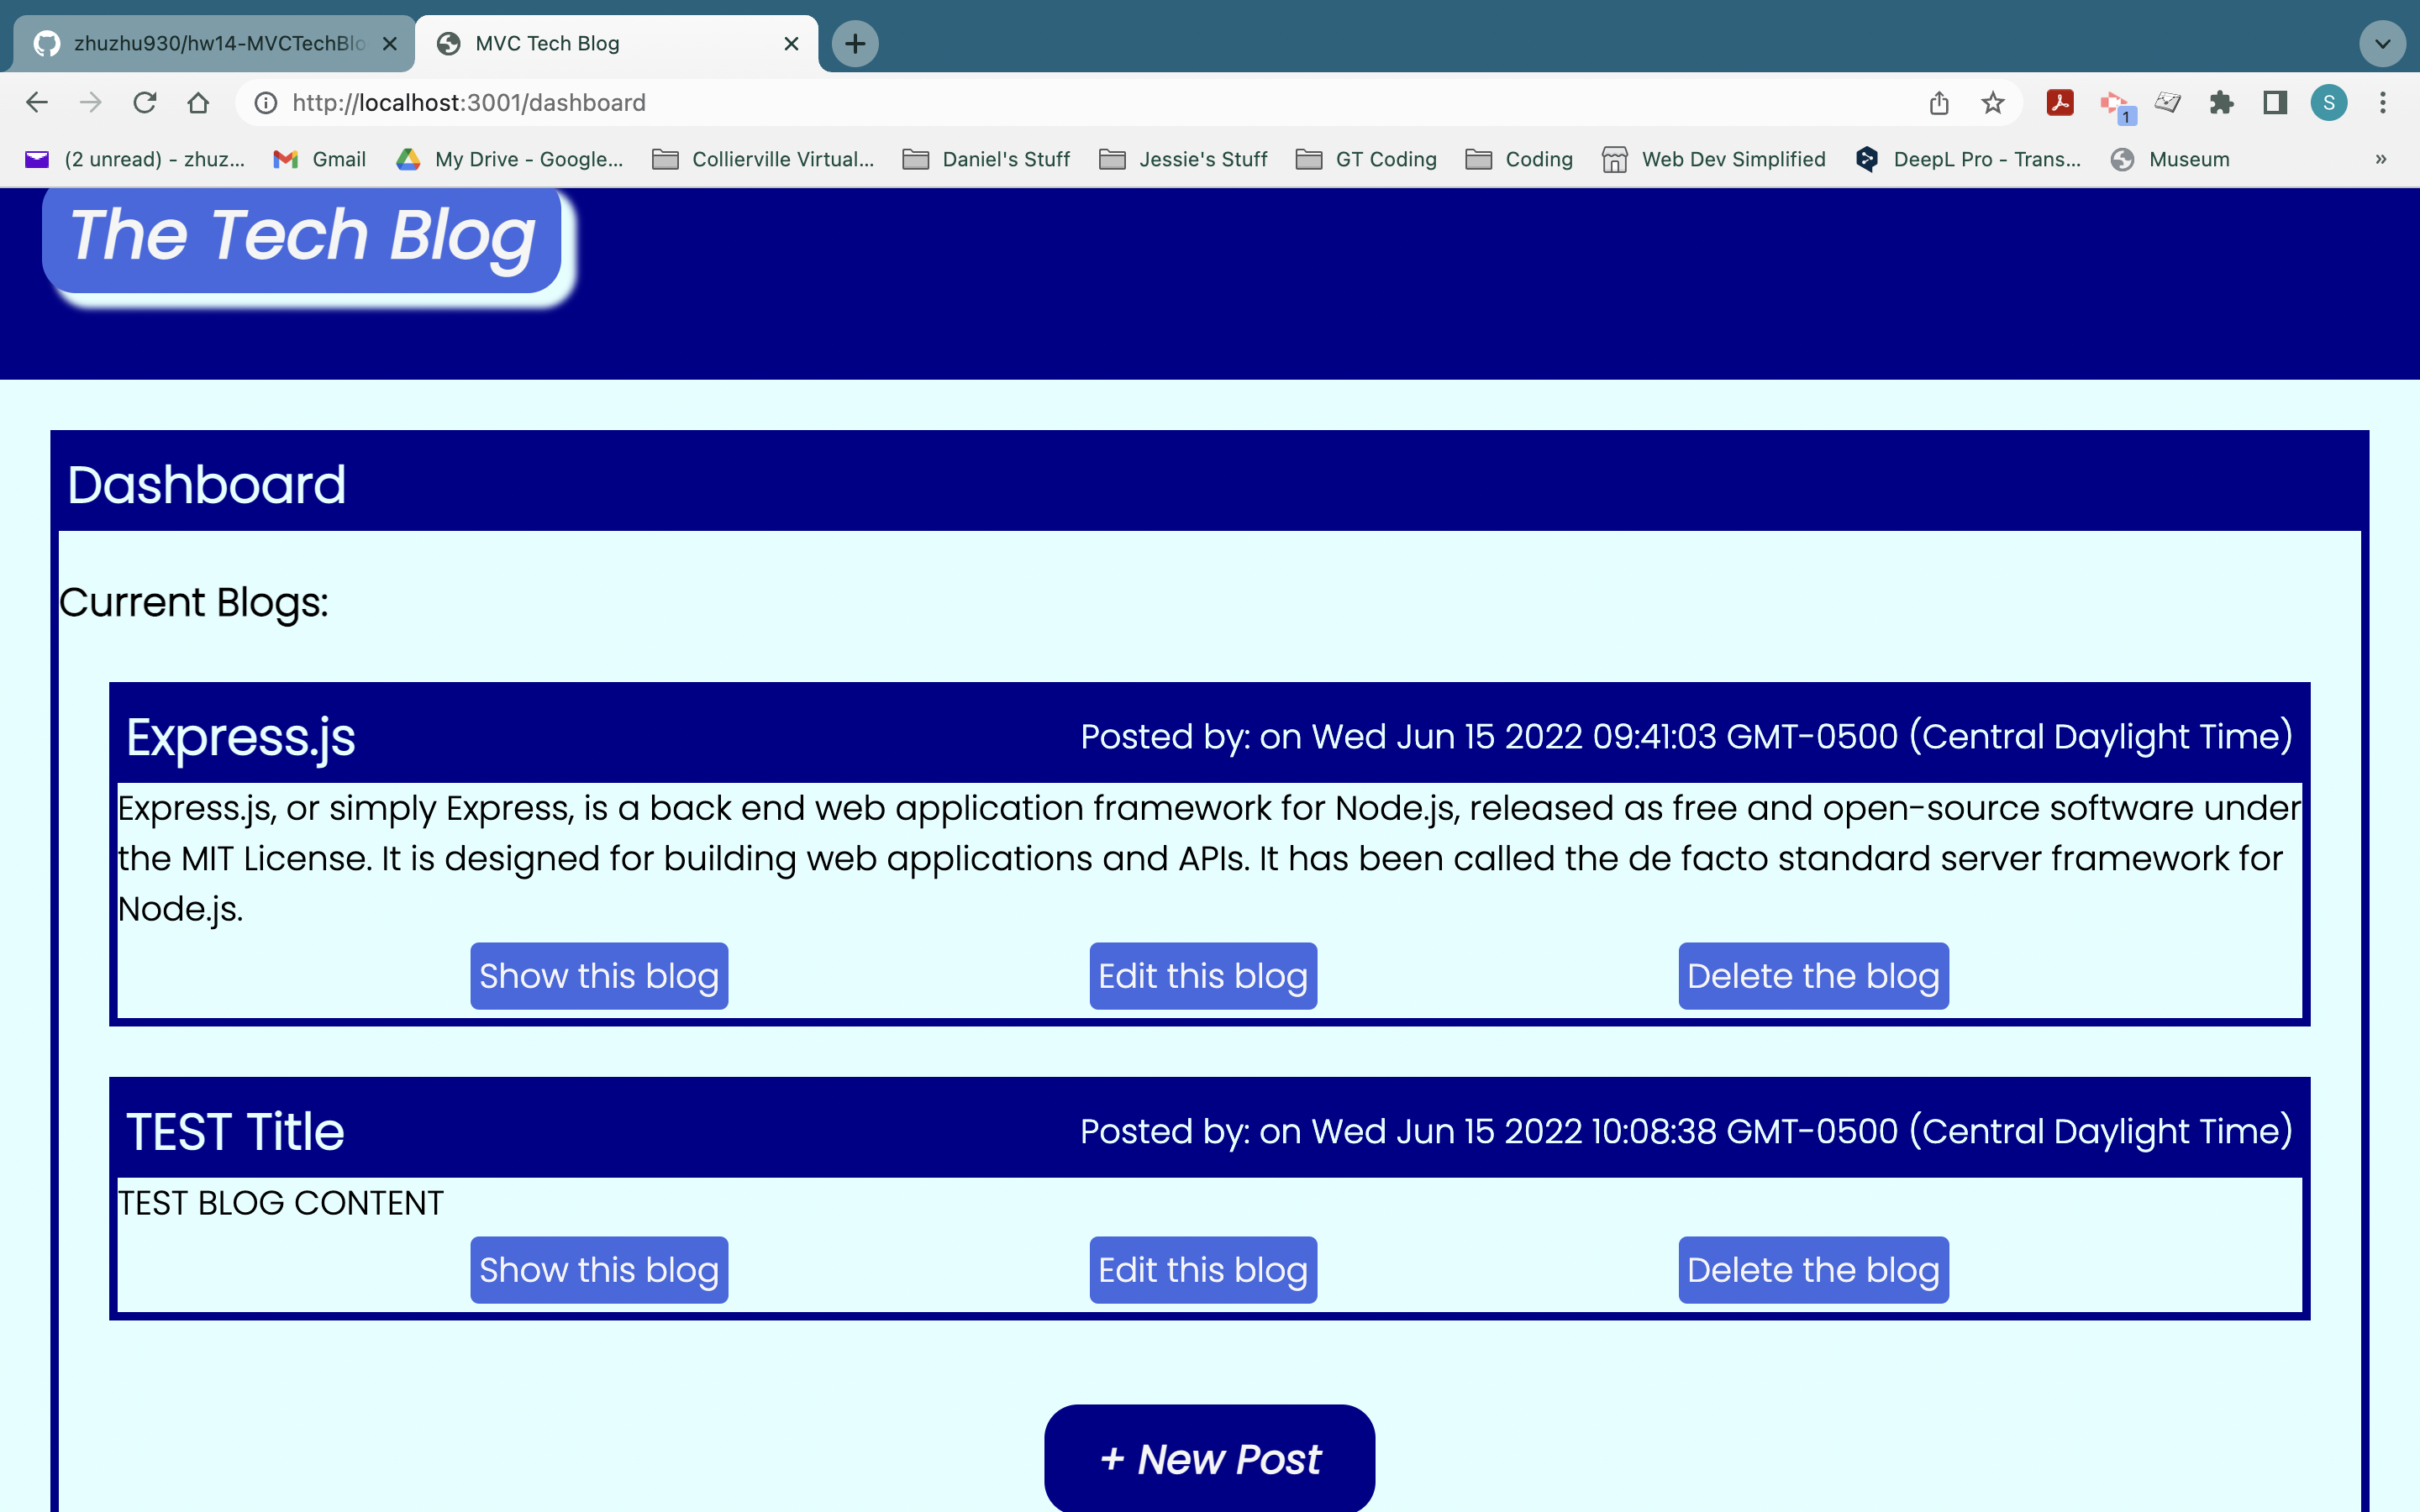 zhuzhu930/hw14-MVCTechBlo
MVC Tech Blog
http://localhost:3001/dashboard
1
S
(2 unread) - zhuz...
Gmail
My Drive - Google...
Collierville Virtual...
Daniel's Stuff
Jessie's Stuff
GT Coding
Coding
Web Dev Simplified
DeepL Pro - Trans...
Museum
»
The Tech Blog
Dashboard
Current Blogs:
Express.js
Posted by: on Wed Jun 15 2022 09:41:03 GMT-0500 (Central Daylight Time)
Express.js, or simply Express, is a back end web application framework for Node.js, released as free and open-source software under
the MIT License. It is designed for building web applications and APIs. It has been called the de facto standard server framework for
Node.js.
Show this blog
Edit this blog
Delete the blog
TEST Title
Posted by: on Wed Jun 15 2022 10:08:38 GMT-0500 (Central Daylight Time)
TEST BLOG CONTENT
Show this blog
Edit this blog
Delete the blog
+ New Post